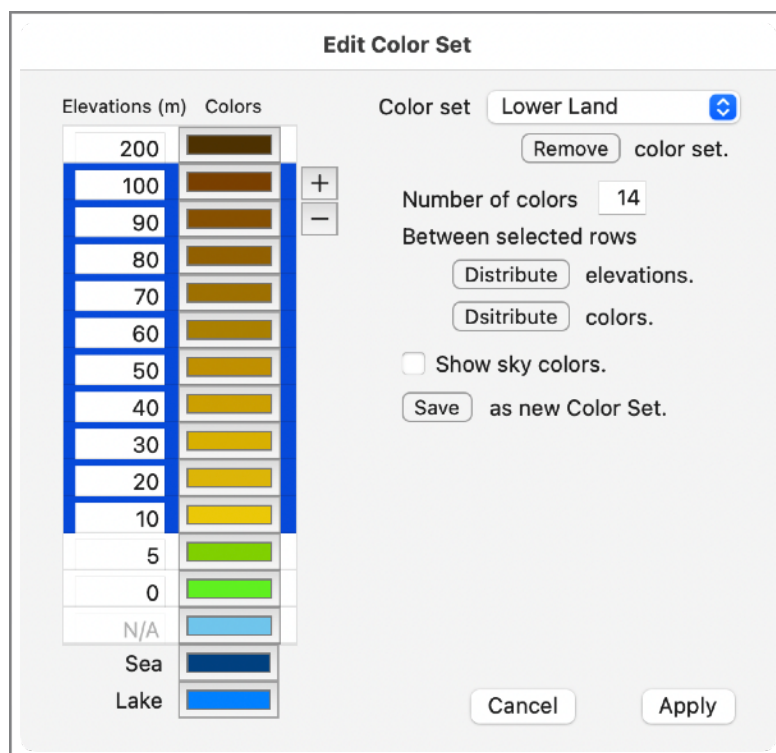 Edit Color Set
Elevations (m) Colors
200
100
90
80
70
60
50
40
30
20
10
5
0
N/A
Sea
Lake
+
−
Color set Lower Land
Remove color set.
Number of colors 14
Between selected rows
Distribute elevations.
Dsitribute colors.
Show sky colors.
Save as new Color Set.
Cancel Apply